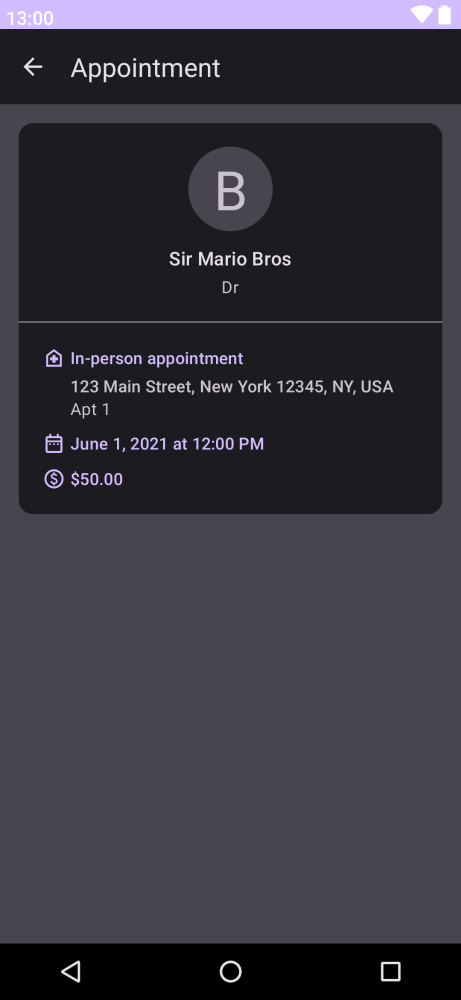 13:00
Appointment
B
Sir Mario Bros
Dr
In-person appointment
123 Main Street, New York 12345, NY, USA
Apt 1
June 1, 2021 at 12:00 PM
$50.00